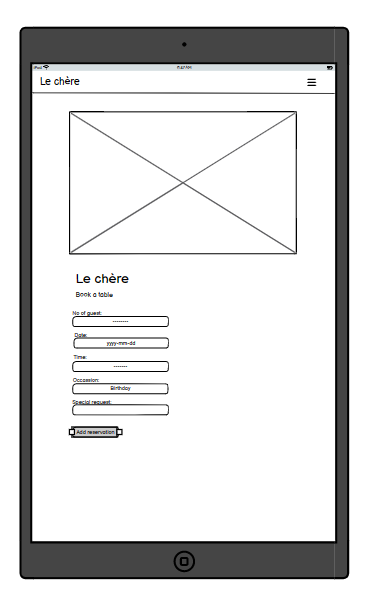 iPad 9:41 AM
Le chère
Le chère
Book a table
No of guest:
--------
Date:
yyyy-mm-dd
Time:
-------
Occassion:
Birthday
Special request:
Add reservation